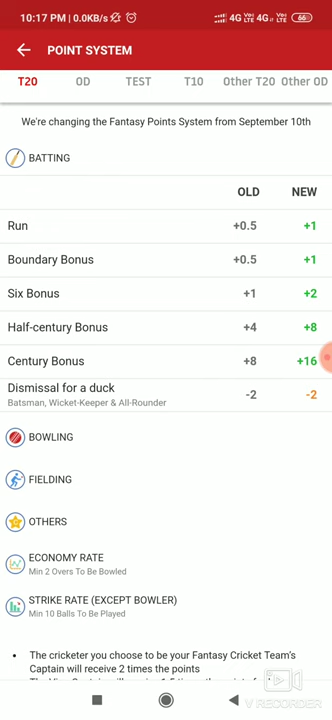 10:17 PM | 0.0KB/s
4G Vo LTE 4G Vo LTE 66
POINT SYSTEM
T20 OD TEST T10 Other T20 Other OD
We're changing the Fantasy Points System from September 10th
BATTING
OLD NEW
Run +0.5 +1
Boundary Bonus +0.5 +1
Six Bonus +1 +2
Half-century Bonus +4 +8
Century Bonus +8 +16
Dismissal for a duck -2 -2
Batsman, Wicket-Keeper & All-Rounder
BOWLING
FIELDING
OTHERS
ECONOMY RATE
Min 2 Overs To Be Bowled
STRIKE RATE (EXCEPT BOWLER)
Min 10 Balls To Be Played
• The cricketer you choose to be your Fantasy Cricket Team's
Captain will receive 2 times the points
V RECORDER